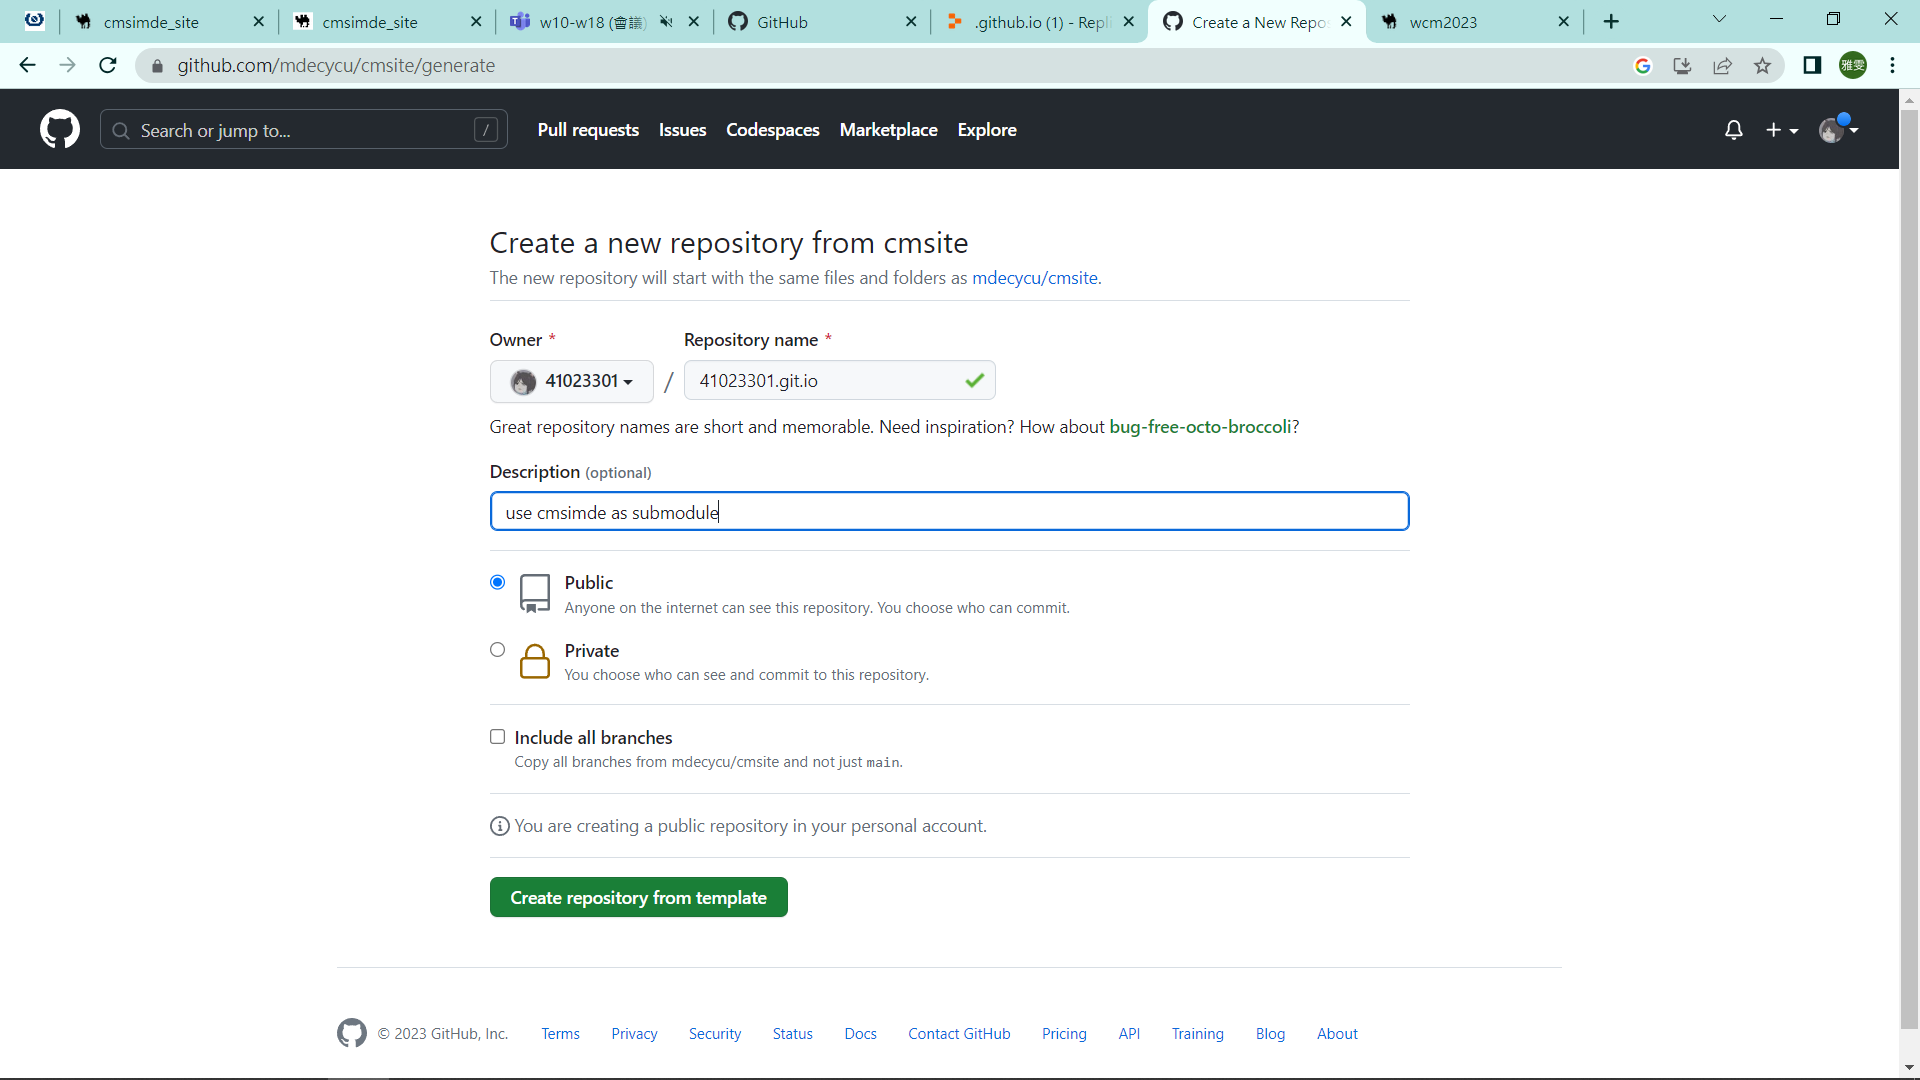 cmsimde_site
cmsimde_site
w10-w18 (會議)
GitHub
.github.io (1) - Repli
Create a New Repos
wcm2023
github.com/mdecycu/cmsite/generate
雅雯
Search or jump to...
/
Pull requests
Issues
Codespaces
Marketplace
Explore
Create a new repository from cmsite
The new repository will start with the same files and folders as mdecycu/cmsite.
Owner *
Repository name *
41023301
/
41023301.git.io
Great repository names are short and memorable. Need inspiration? How about bug-free-octo-broccoli?
Description (optional)
use cmsimde as submodule
Public
Anyone on the internet can see this repository. You choose who can commit.
Private
You choose who can see and commit to this repository.
Include all branches
Copy all branches from mdecycu/cmsite and not just main.
You are creating a public repository in your personal account.
Create repository from template
© 2023 GitHub, Inc.
Terms
Privacy
Security
Status
Docs
Contact GitHub
Pricing
API
Training
Blog
About